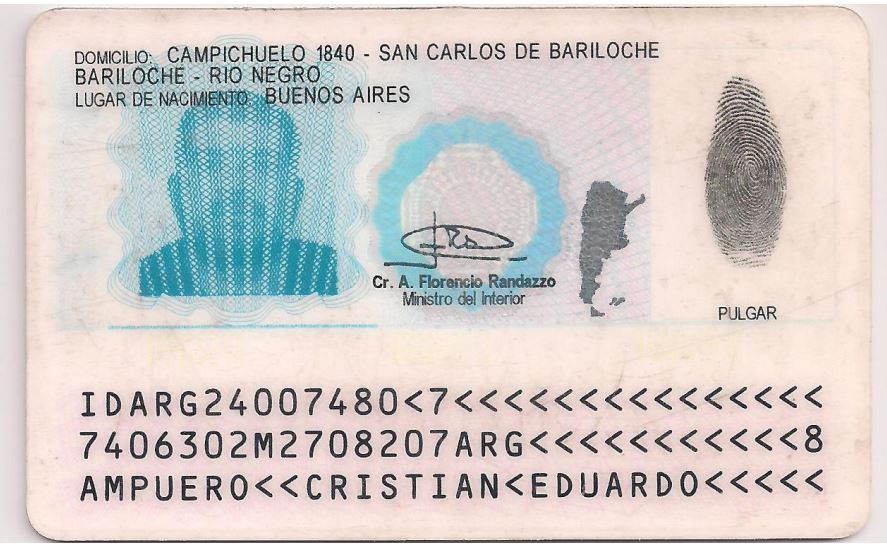 DOMICILIO: CAMPICHUELO 1840 - SAN CARLOS DE BARILOCHE
BARILOCHE - RIO NEGRO
LUGAR DE NACIMIENTO: BUENOS AIRES
Cr. A. Florencio Randazzo
Ministro del Interior
PULGAR
IDARG24007480<7<<<<<<<<<<<<<<<
7406302M2708207ARG<<<<<<<<<<<8
AMPUERO<<CRISTIAN<EDUARDO<<<<<